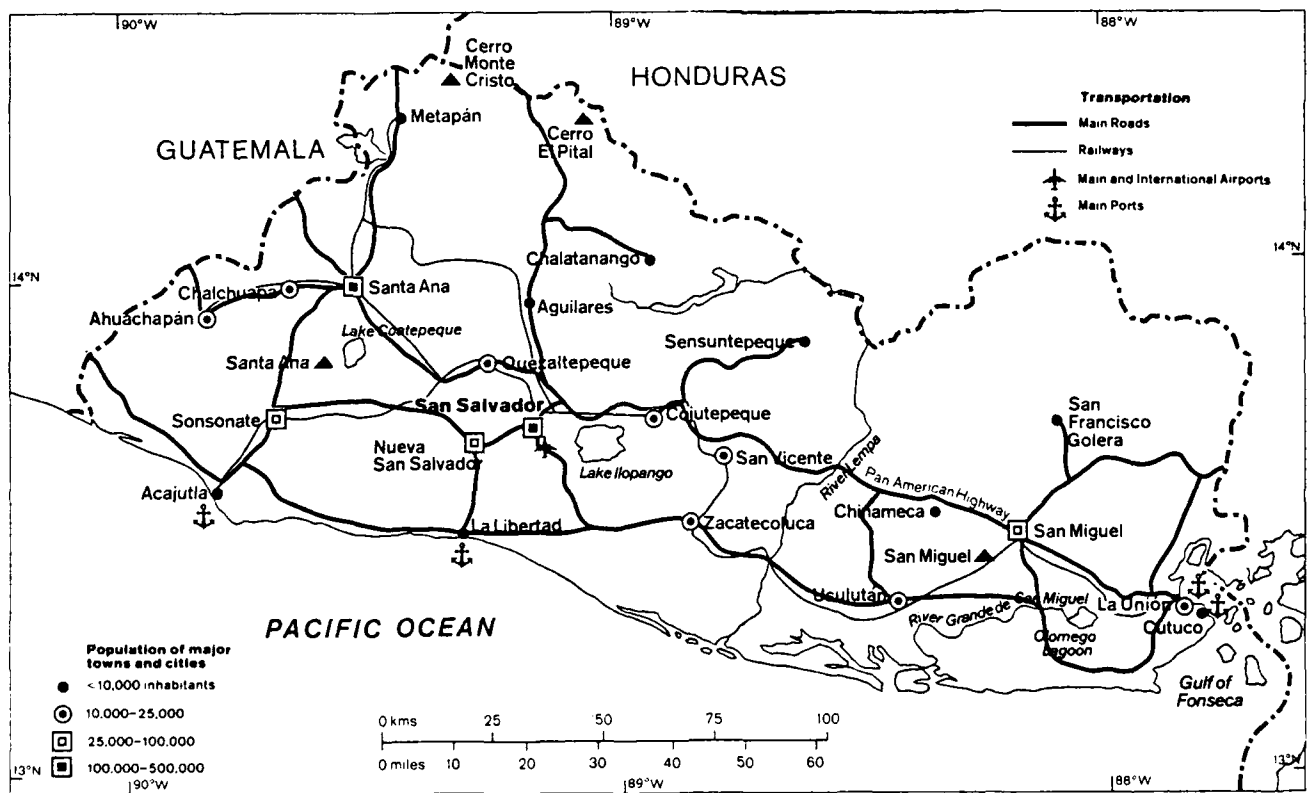 90°W
89°W
88°W
Cerro
Monte
Cristo
HONDURAS
Transportation
Main Roads
Railways
Main and International Airports
Main Ports
Metapán
GUATEMALA
Cerro
El Pital
14°N
14°N
Chalatanango
Chalchuapa
Santa Ana
Aguilares
Ahuachapán
Lake Coatepeque
Sensuntepeque
Santa Ana
Quezaltepeque
San Salvador
Cojutepeque
San
Francisco
Golera
Sonsonate
Nueva
San Salvador
Lake Ilopango
San Vicente
River Lempa
Pan American Highway
Acajutla
La Libertad
Zacatecoluca
Chinameca
San Miguel
San Miguel
Usulután
River Grande de San Miguel
La Unión
Cutuco
Olomego
Lagoon
PACIFIC OCEAN
Gulf of
Fonseca
Population of major
towns and cities
<10,000 inhabitants
10.000–25,000
25.000–100.000
100.000–500.000
0 kms 25 50 75 100
0 miles 10 20 30 40 50 60
13°N
13°N
90°W
89°W
88°W